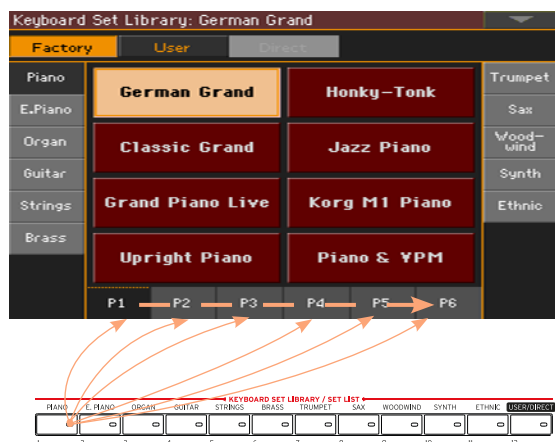 Keyboard Set Library: German Grand
Factory User Direct
Piano
E.Piano
Organ
Guitar
Strings
Brass
German Grand Honky-Tonk
Classic Grand Jazz Piano
Grand Piano Live Korg M1 Piano
Upright Piano Piano & ¥PM
Trumpet
Sax
Wood-
wind
Synth
Ethnic
P1 P2 P3 P4 P5 P6
KEYBOARD SET LIBRARY / SET LIST
PIANO E. PIANO ORGAN GUITAR STRINGS BRASS TRUMPET SAX WOODWIND SYNTH ETHNIC USER/DIRECT